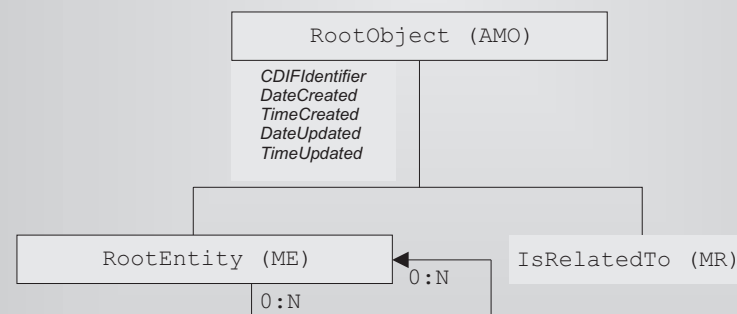 RootObject (AMO)
CDIFIdentifier
DateCreated
TimeCreated
DateUpdated
TimeUpdated
RootEntity (ME)
IsRelatedTo (MR)
0:N
0:N